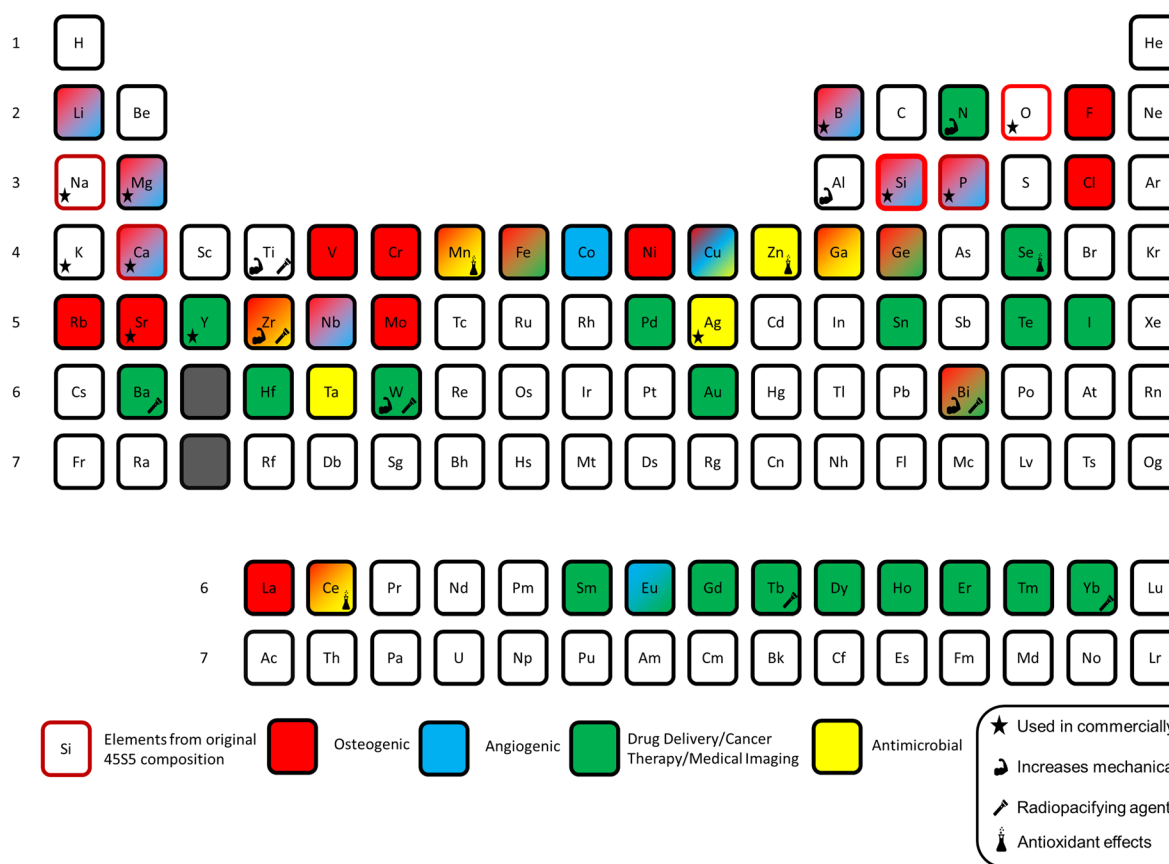 1 H He
2 Li Be B C N O F Ne
3 Na Mg Al Si P S Cl Ar
4 K Ca Sc Ti V Cr Mn Fe Co Ni Cu Zn Ga Ge As Se Br Kr
5 Rb Sr Y Zr Nb Mo Tc Ru Rh Pd Ag Cd In Sn Sb Te I Xe
6 Cs Ba Hf Ta W Re Os Ir Pt Au Hg Tl Pb Bi Po At Rn
7 Fr Ra Rf Db Sg Bh Hs Mt Ds Rg Cn Nh Fl Mc Lv Ts Og
6 La Ce Pr Nd Pm Sm Eu Gd Tb Dy Ho Er Tm Yb Lu
7 Ac Th Pa U Np Pu Am Cm Bk Cf Es Fm Md No Lr
Si
Elements from original
45S5 composition
Osteogenic
Angiogenic
Drug Delivery/Cancer
Therapy/Medical Imaging
Antimicrobial
Used in commercially
Increases mechanica
Radiopacifying agent
Antioxidant effects